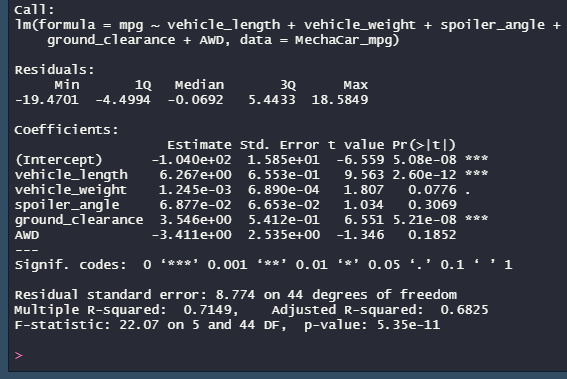 Call:
lm(formula = mpg ~ vehicle_length + vehicle_weight + spoiler_angle +
    ground_clearance + AWD, data = MechaCar_mpg)

Residuals:
     Min       1Q   Median       3Q      Max
-19.4701  -4.4994  -0.0692   5.4433  18.5849

Coefficients:
                   Estimate Std. Error t value Pr(>|t|)
(Intercept)      -1.040e+02  1.585e+01  -6.559 5.08e-08 ***
vehicle_length    6.267e+00  6.553e-01   9.563 2.60e-12 ***
vehicle_weight    1.245e-03  6.890e-04   1.807   0.0776 .
spoiler_angle     6.877e-02  6.653e-02   1.034   0.3069
ground_clearance  3.546e+00  5.412e-01   6.551 5.21e-08 ***
AWD              -3.411e+00  2.535e+00  -1.346   0.1852
---
Signif. codes:  0 ‘***’ 0.001 ‘**’ 0.01 ‘*’ 0.05 ‘.’ 0.1 ‘ ’ 1

Residual standard error: 8.774 on 44 degrees of freedom
Multiple R-squared:  0.7149,    Adjusted R-squared:  0.6825
F-statistic: 22.07 on 5 and 44 DF,  p-value: 5.35e-11

>